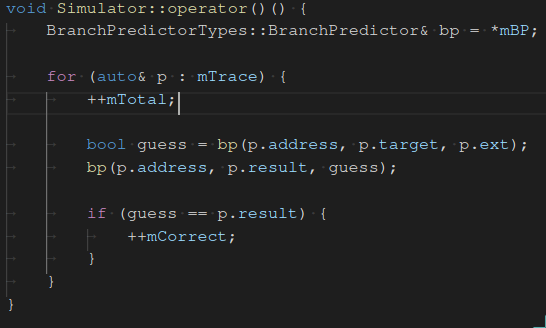 void Simulator::operator()() {
BranchPredictorTypes::BranchPredictor& bp = *mBP;
for (auto& p : mTrace) {
++mTotal;
bool guess = bp(p.address, p.target, p.ext);
bp(p.address, p.result, guess);
if (guess == p.result) {
++mCorrect;
}
}
}